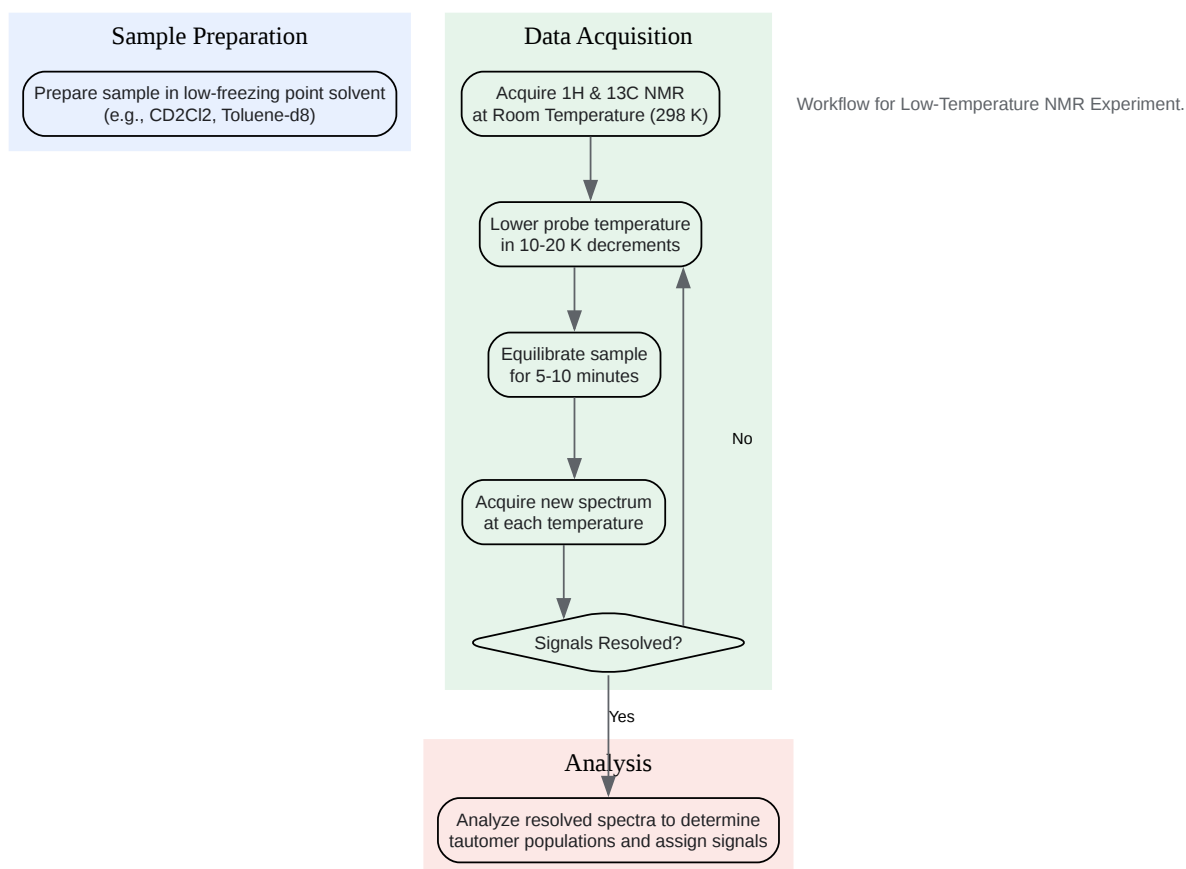 Sample Preparation
Prepare sample in low-freezing point solvent
(e.g., CD2Cl2, Toluene-d8)
Data Acquisition
Acquire 1H & 13C NMR
at Room Temperature (298 K)
Workflow for Low-Temperature NMR Experiment.
Lower probe temperature
in 10-20 K decrements
Equilibrate sample
for 5-10 minutes
No
Acquire new spectrum
at each temperature
Signals Resolved?
Yes
Analysis
Analyze resolved spectra to determine
tautomer populations and assign signals